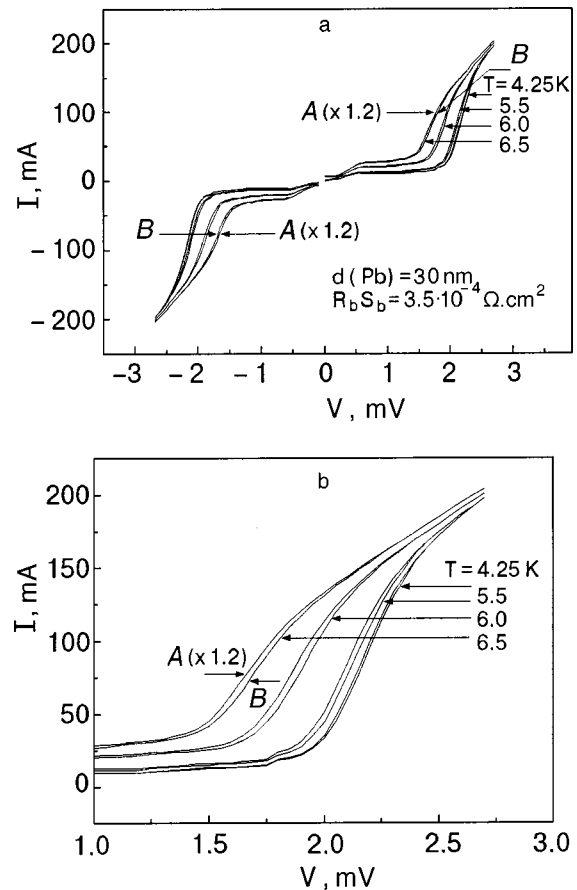 a
200
100
0
– 100
– 200
I, mA
B
A (x 1.2)
T = 4.25K
5.5
6.0
6.5
B
A (x 1.2)
d ( Pb ) = 30 nm,
R_b S_b = 3.5·10⁻⁴ Ω.cm²
–3 –2 –1 0 1 2 3
V , mV
b
200
150
100
50
0
I, mA
T = 4.25 K
5.5
6.0
6.5
A (x 1.2)
B
1.0 1.5 2.0 2.5 3.0
V , mV